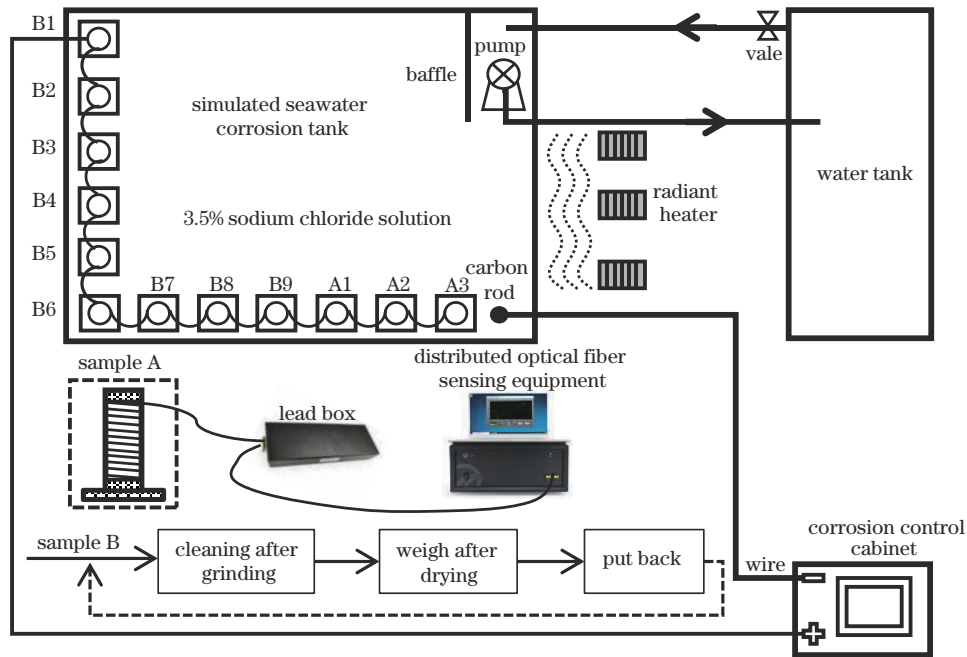 B1
B2
B3
B4
B5
B6
B7
B8
B9
A1
A2
A3
simulated seawater
corrosion tank
3.5% sodium chloride solution
baffle
pump
vale
water tank
radiant
heater
carbon
rod
sample A
lead box
distributed optical fiber
sensing equipment
sample B
cleaning after
grinding
weigh after
drying
put back
wire
corrosion control
cabinet